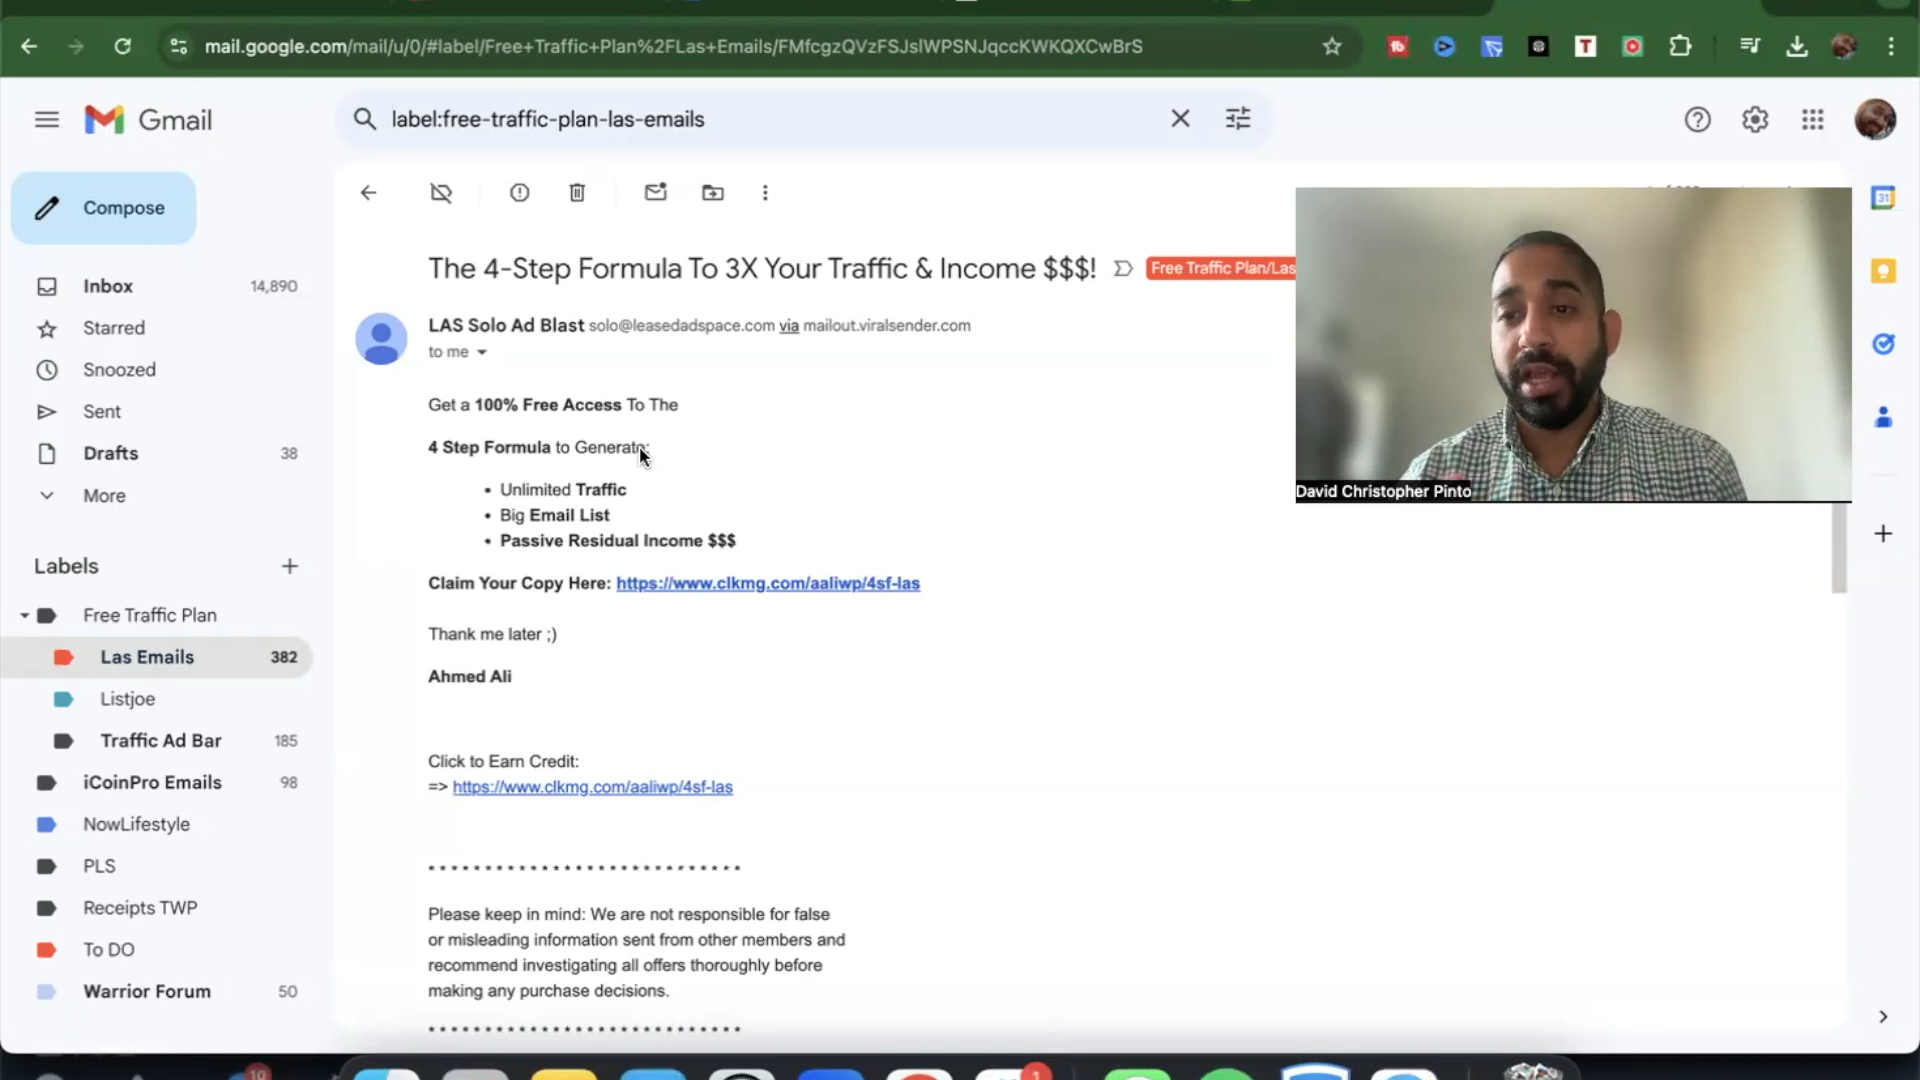 mail.google.com/mail/u/0/#label/Free+Traffic+Plan%2FLas+Emails/FMfcgzQVzFSJslWPSNJqccKWKQXCwBrS
Gmail
label:free-traffic-plan-las-emails
31
Compose
Inbox 14,890
Starred
Snoozed
Sent
Drafts 38
More
Labels
Free Traffic Plan
Las Emails 382
Listjoe
Traffic Ad Bar 185
iCoinPro Emails 98
NowLifestyle
PLS
Receipts TWP
To DO
Warrior Forum 50
The 4-Step Formula To 3X Your Traffic & Income $$$!
Free Traffic Plan/Las
LAS Solo Ad Blast solo@leasedadspace.com via mailout.viralsender.com
to me
Get a 100% Free Access To The
4 Step Formula to Generate:
• Unlimited Traffic
• Big Email List
• Passive Residual Income $$$
Claim Your Copy Here: https://www.clkmg.com/aaliwp/4sf-las
Thank me later ;)
Ahmed Ali
Click to Earn Credit:
=> https://www.clkmg.com/aaliwp/4sf-las
* * * * * * * * * * * * * * * * * * * * * * * * * * * *
Please keep in mind: We are not responsible for false
or misleading information sent from other members and
recommend investigating all offers thoroughly before
making any purchase decisions.
* * * * * * * * * * * * * * * * * * * * * * * * * * * *
David Christopher Pinto
10
1